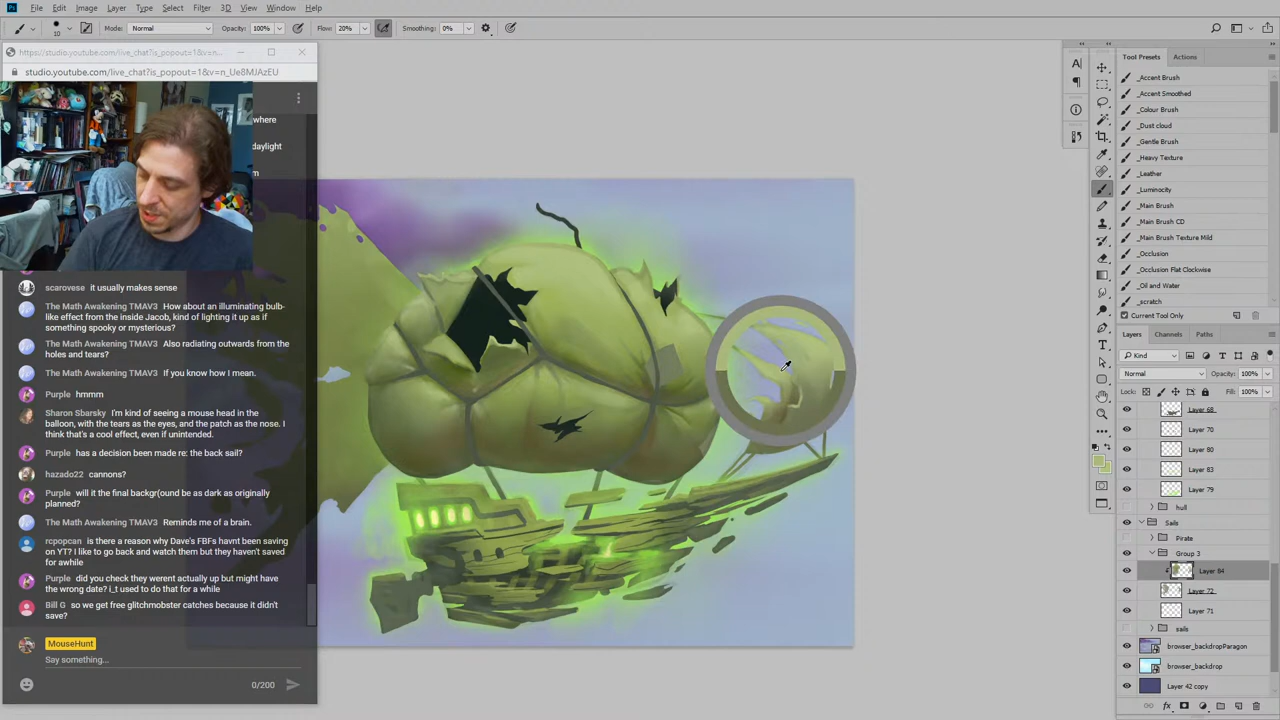 File Edit Image Layer Type Select Filter 3D View Window Help
10 Mode: Normal Opacity: 100% Flow: 20% Smoothing: 0%
https://studio.youtube.com/live_chat?is_popout=1&v=n...
studio.youtube.com/live_chat?is_popout=1&v=n_Ue8MJAzEU
where
daylight
scarovese it usually makes sense
The Math Awakening TMAV3 How about an illuminating bulb-
like effect from the inside Jacob, kind of lighting it up as if
something spooky or mysterious?
The Math Awakening TMAV3 Also radiating outwards from the
holes and tears?
The Math Awakening TMAV3 If you know how I mean.
Purple hmmm
Sharon Sbarsky I'm kind of seeing a mouse head in the
balloon, with the tears as the eyes, and the patch as the nose. I
think that's a cool effect, even if unintended.
Purple has a decision been made re: the back sail?
hazado22 cannons?
Purple will it the final backgr(ound be as dark as originally
planned?
The Math Awakening TMAV3 Reminds me of a brain.
rcpopcan is there a reason why Dave's FBFs havnt been saving
on YT? I like to go back and watch them but they haven't saved
for awhile
Purple did you check they werent actually up but might have
the wrong date? i_t used to do that for a while
Bill G so we get free glitchmobster catches because it didn't
save?
MouseHunt
Say something...
0/200
Tool Presets Actions
_Accent Brush
_Accent Smoothed
_Colour Brush
_Dust cloud
_Gentle Brush
_Heavy Texture
_Leather
_Luminocity
_Main Brush
_Main Brush CD
_Main Brush Texture Mild
_Occlusion
_Occlusion Flat Clockwise
_Oil and Water
_scratch
Current Tool Only
Layers Channels Paths
Kind
Normal Opacity: 100%
Lock: Fill: 100%
Layer 68
Layer 70
Layer 80
Layer 83
Layer 79
hull
Sails
Pirate
Group 3
Layer 84
Layer 72
Layer 71
sails
browser_backdropParagon
browser_backdrop
Layer 42 copy